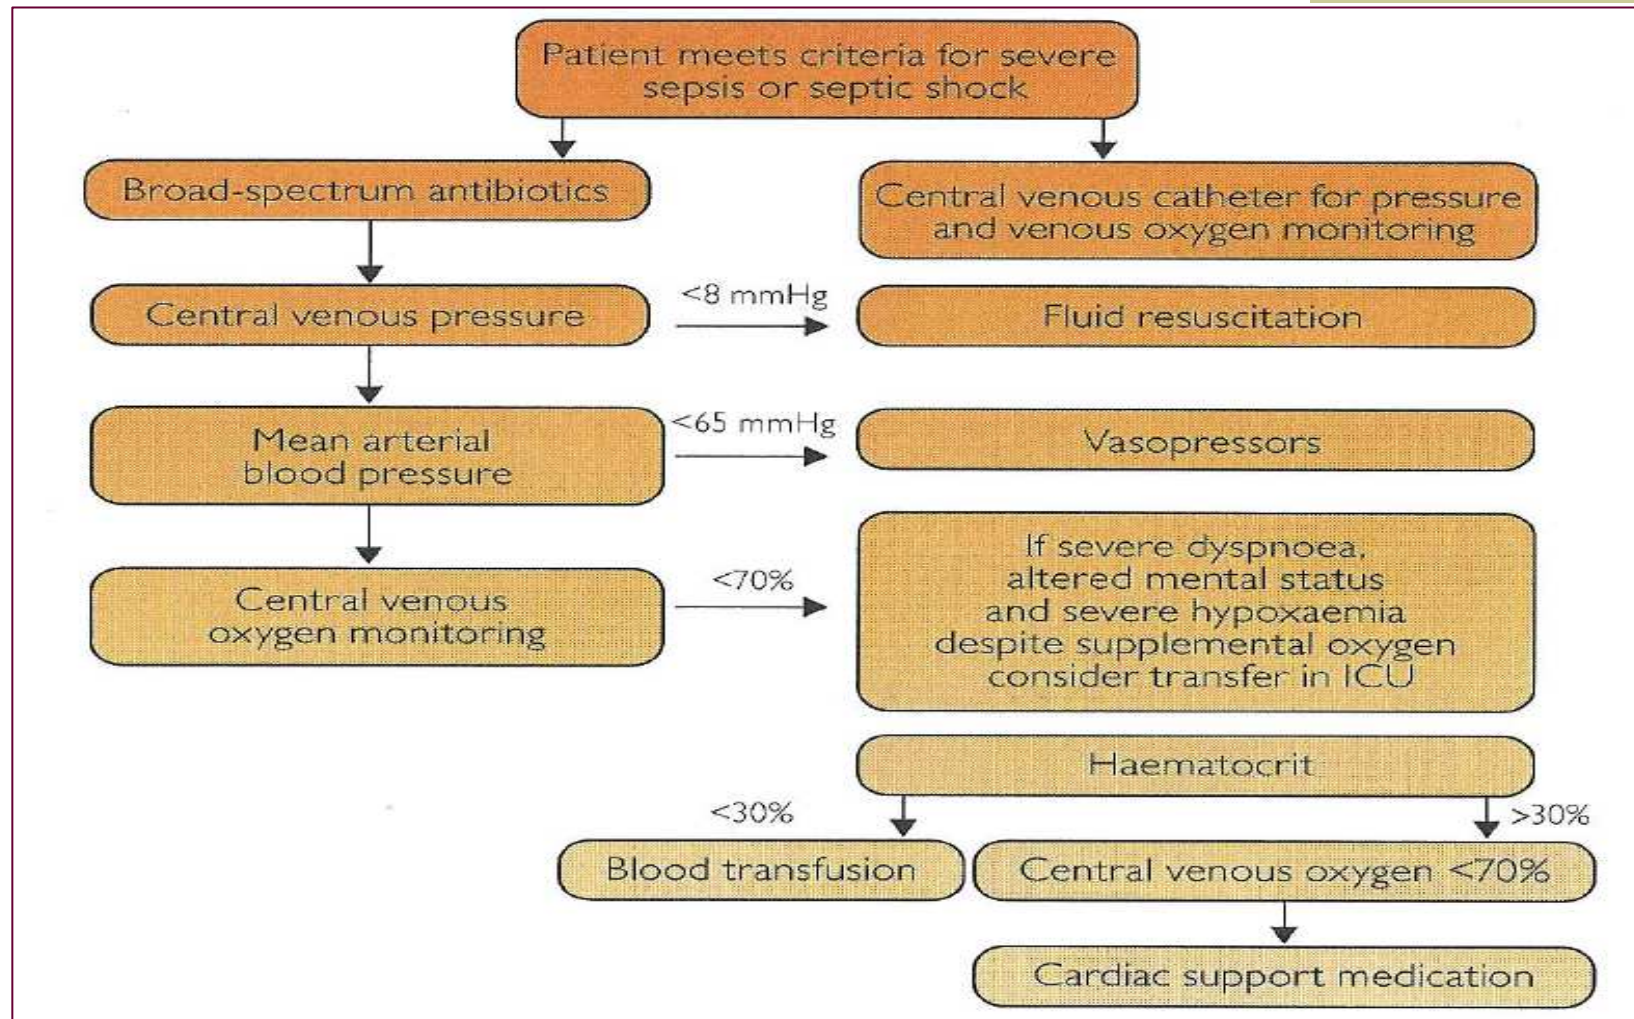 Patient meets criteria for severe
sepsis or septic shock
Broad-spectrum antibiotics
Central venous catheter for pressure
and venous oxygen monitoring
Central venous pressure
<8 mmHg
Fluid resuscitation
Mean arterial
blood pressure
<65 mmHg
Vasopressors
Central venous
oxygen monitoring
<70%
If severe dyspnoea,
altered mental status
and severe hypoxaemia
despite supplemental oxygen
consider transfer in ICU
Haematocrit
<30%
>30%
Blood transfusion
Central venous oxygen <70%
Cardiac support medication